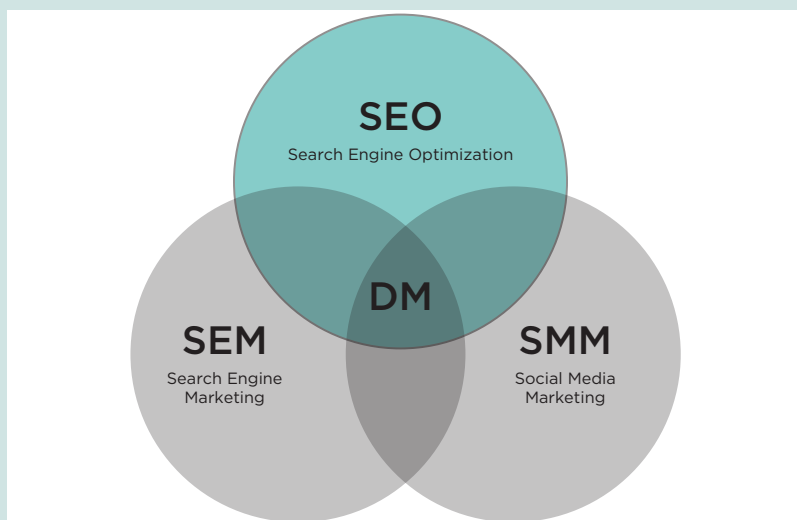 SEO
Search Engine Optimization
DM
SEM
Search Engine
Marketing
SMM
Social Media
Marketing